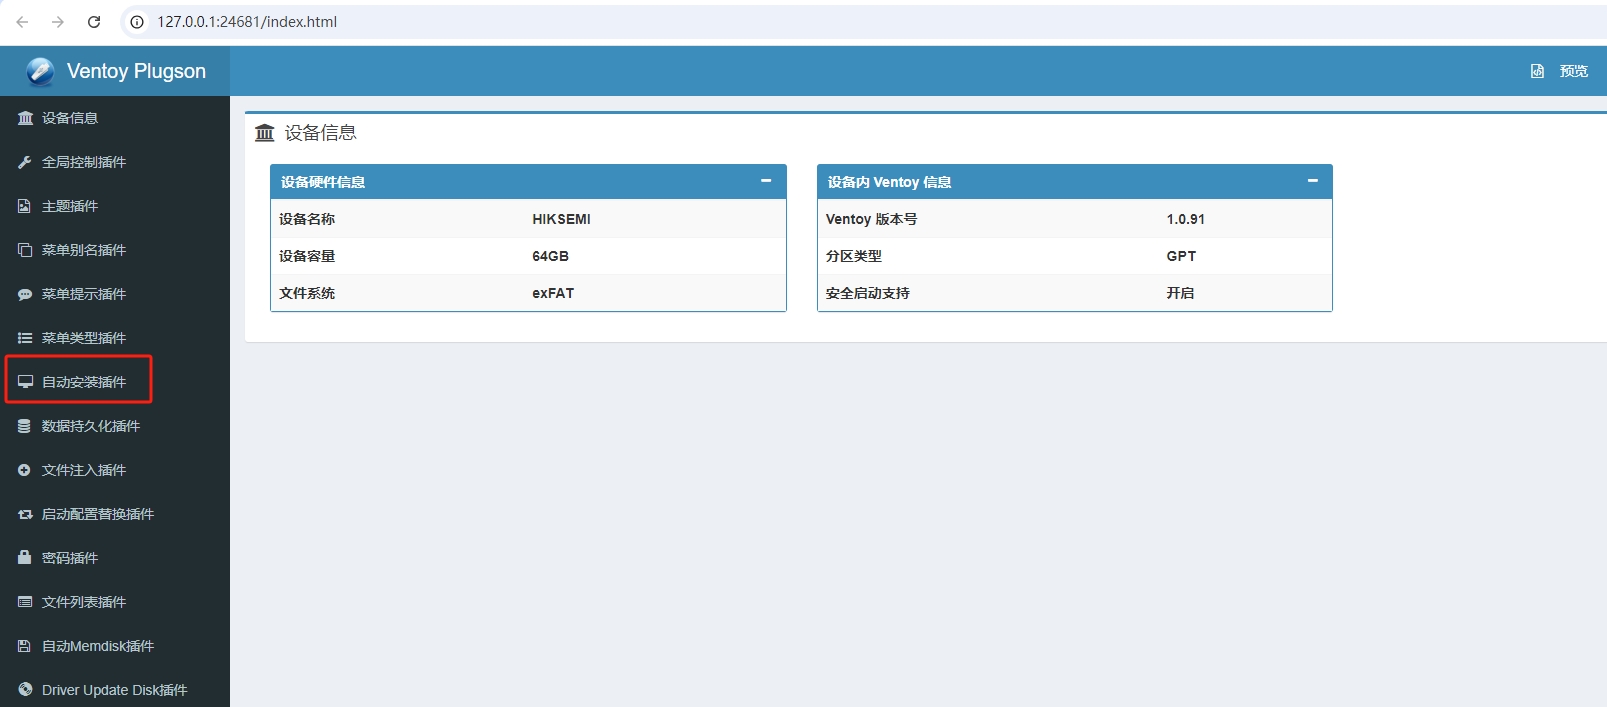 127.0.0.1:24681/index.html
Ventoy Plugson
预览
设备信息
全局控制插件
主题插件
菜单别名插件
菜单提示插件
菜单类型插件
自动安装插件
数据持久化插件
文件注入插件
启动配置替换插件
密码插件
文件列表插件
自动Memdisk插件
Driver Update Disk插件
设备信息
设备硬件信息
设备名称 HIKSEMI
设备容量 64GB
文件系统 exFAT
设备内 Ventoy 信息
Ventoy 版本号 1.0.91
分区类型 GPT
安全启动支持 开启